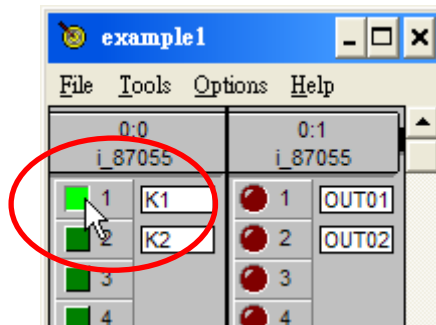 example1
File Tools Options Help
0:0 0:1
i_87055 i_87055
1 K1 1 OUT01
2 K2 2 OUT02
3 3
4 4